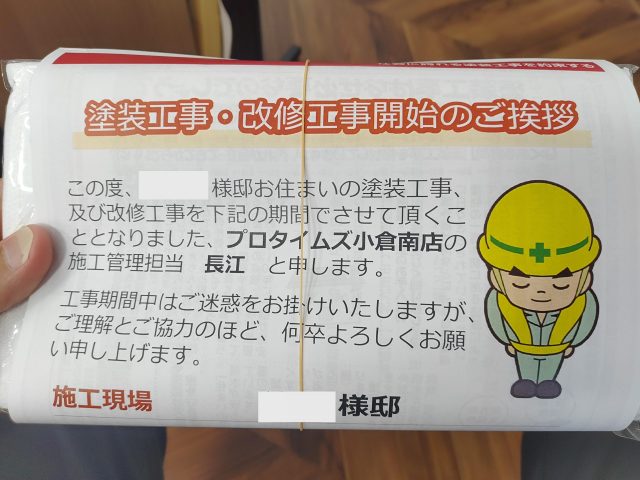 塗装工事・改修工事開始のご挨拶
この度、 様邸お住まいの塗装工事、
及び改修工事を下記の期間でさせて頂くこ
ととなりました、プロタイムズ小倉南店の
施工管理担当 長江 と申します。
工事期間中はご迷惑をお掛けいたしますが、
ご理解とご協力のほど、何卒よろしくお願
い申し上げます。
施工現場 様邸